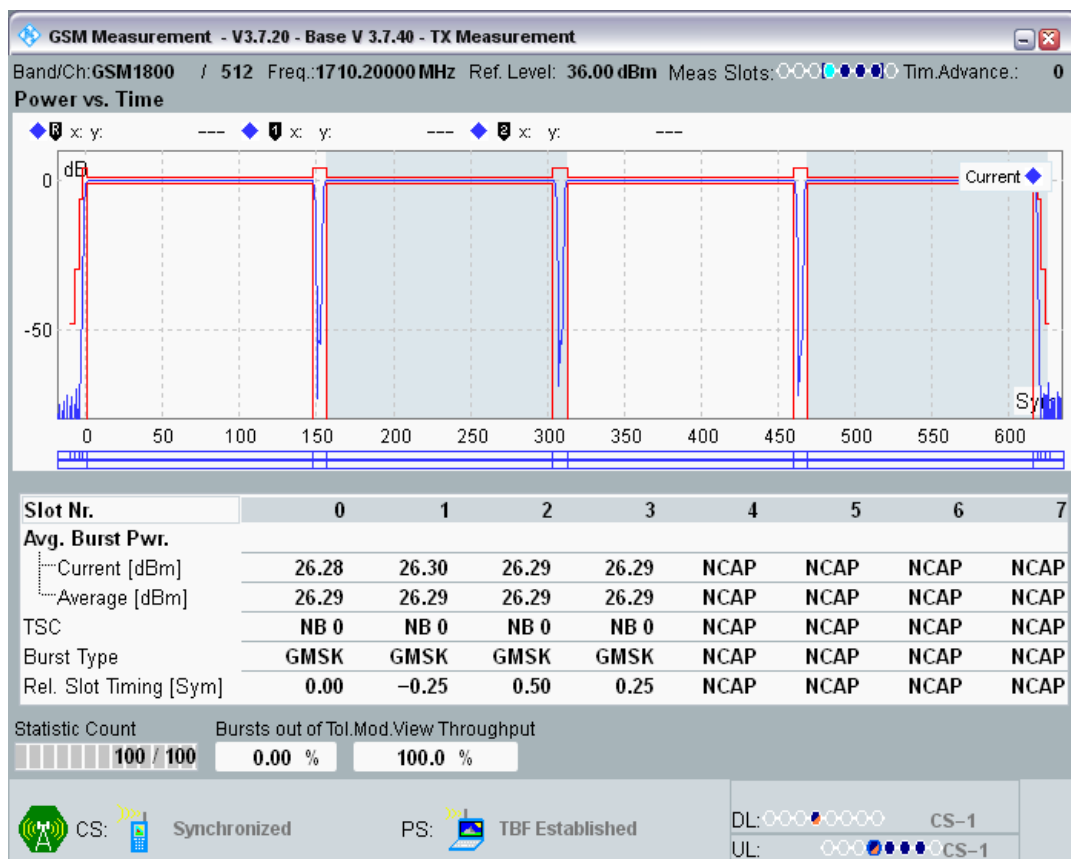 GSM Measurement - V3.7.20 - Base V 3.7.40 - TX Measurement
Band/Ch:GSM1800 / 512 Freq.:1710.20000 MHz Ref. Level: 36.00 dBm Meas Slots: Tim.Advance.: 0
Power vs. Time
R x: y: --- 1 x: y: --- 2 x: y: ---
dB
Current
0
-50
Sym
0 50 100 150 200 250 300 350 400 450 500 550 600
Slot Nr. 0 1 2 3 4 5 6 7
Avg. Burst Pwr.
Current [dBm] 26.28 26.30 26.29 26.29 NCAP NCAP NCAP NCAP
Average [dBm] 26.29 26.29 26.29 26.29 NCAP NCAP NCAP NCAP
TSC NB 0 NB 0 NB 0 NB 0 NCAP NCAP NCAP NCAP
Burst Type GMSK GMSK GMSK GMSK NCAP NCAP NCAP NCAP
Rel. Slot Timing [Sym] 0.00 −0.25 0.50 0.25 NCAP NCAP NCAP NCAP
Statistic Count Bursts out of Tol.Mod.View Throughput
100 / 100 0.00 % 100.0 %
CS: Synchronized PS: TBF Established
DL: CS−1
UL: CS−1